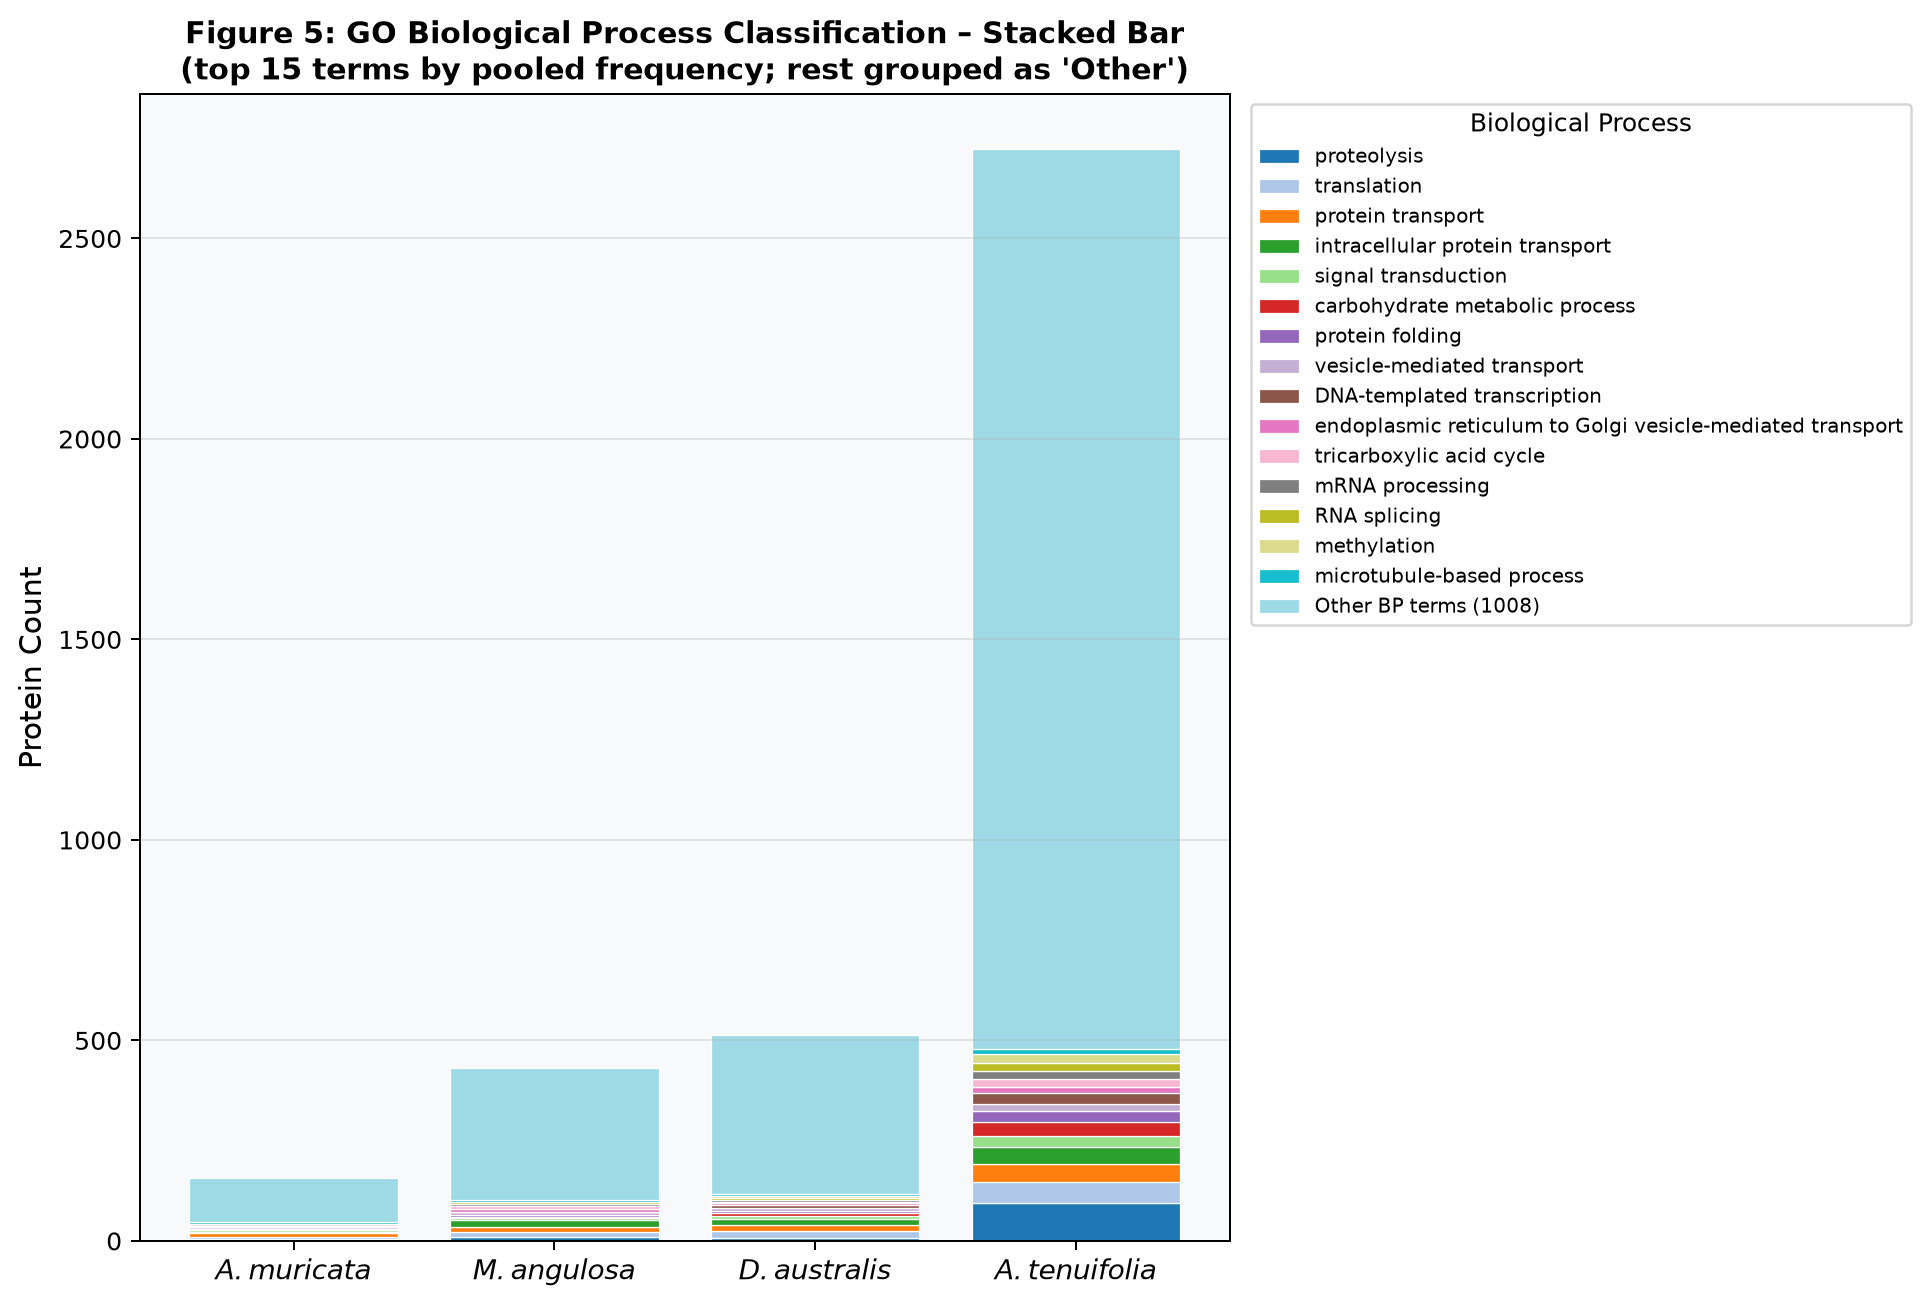 Figure 5: GO Biological Process Classification – Stacked Bar
(top 15 terms by pooled frequency; rest grouped as 'Other')
Protein Count
2500
2000
1500
1000
500
0
A. muricata
M. angulosa
D. australis
A. tenuifolia
Biological Process
proteolysis
translation
protein transport
intracellular protein transport
signal transduction
carbohydrate metabolic process
protein folding
vesicle-mediated transport
DNA-templated transcription
endoplasmic reticulum to Golgi vesicle-mediated transport
tricarboxylic acid cycle
mRNA processing
RNA splicing
methylation
microtubule-based process
Other BP terms (1008)